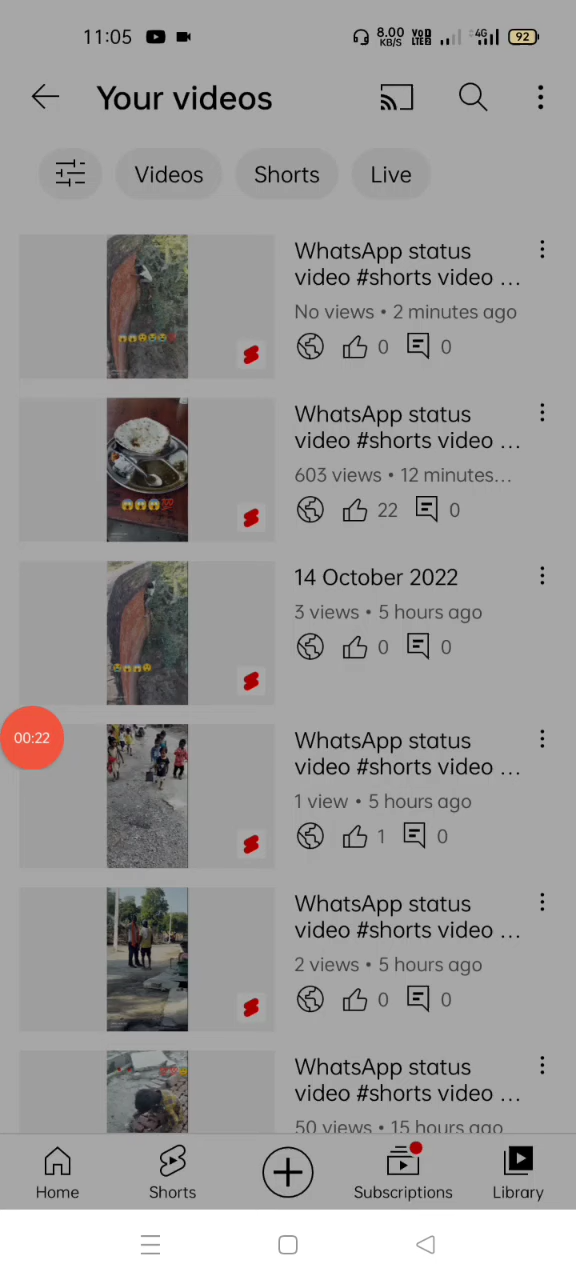 11:05 8.00 KB/S VoD LTE2 4G 92
Your videos
Videos Shorts Live
WhatsApp status
video #shorts video ...
No views • 2 minutes ago
0 0
WhatsApp status
video #shorts video ...
603 views • 12 minutes...
22 0
14 October 2022
3 views • 5 hours ago
0 0
00:22
WhatsApp status
video #shorts video ...
1 view • 5 hours ago
1 0
WhatsApp status
video #shorts video ...
2 views • 5 hours ago
0 0
WhatsApp status
video #shorts video ...
50 views • 15 hours ago
Home Shorts Subscriptions Library